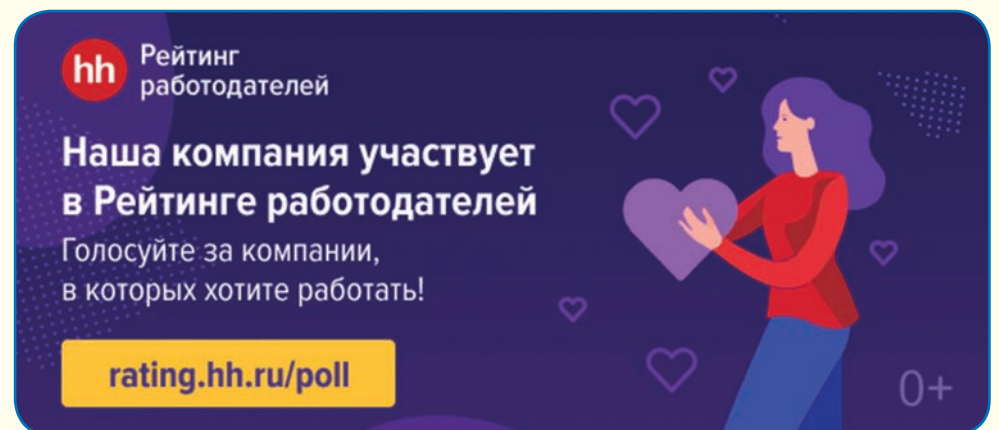 hh
Рейтинг
работодателей
Наша компания участвует
в Рейтинге работодателей
Голосуйте за компании,
в которых хотите работать!
rating.hh.ru/poll
0+